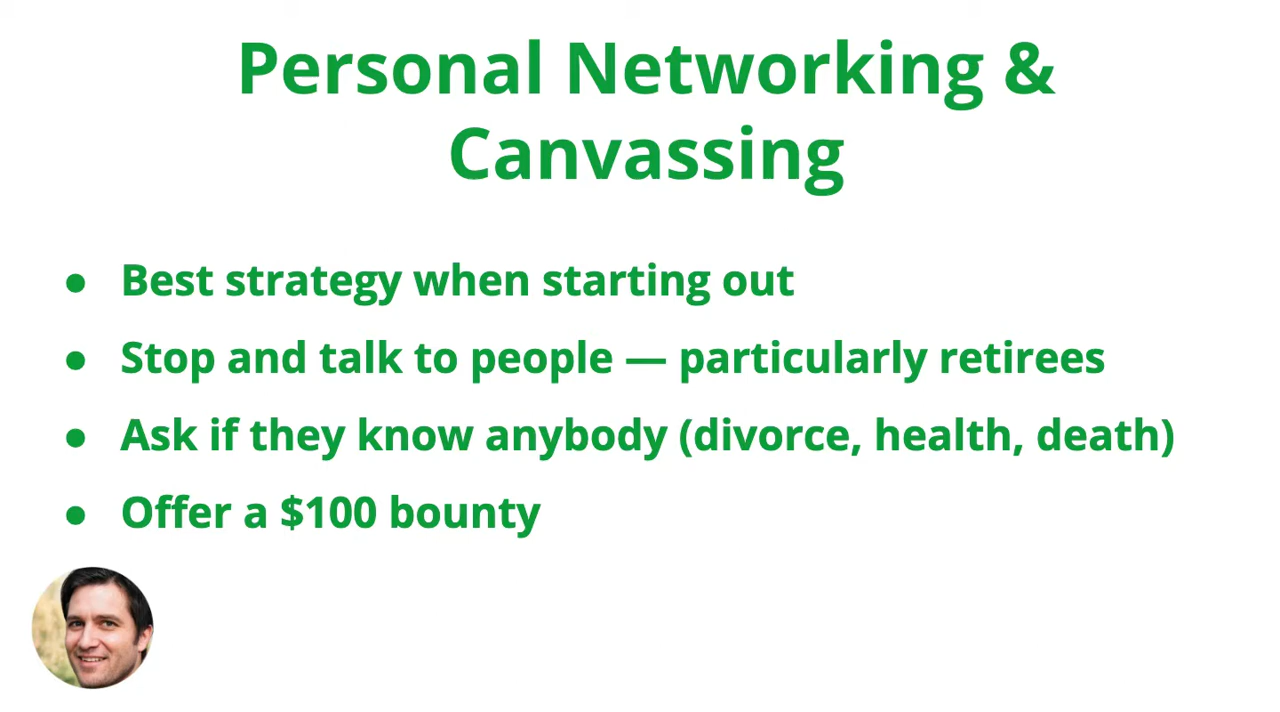 Personal Networking &
Canvassing
● Best strategy when starting out
● Stop and talk to people — particularly retirees
● Ask if they know anybody (divorce, health, death)
● Offer a $100 bounty